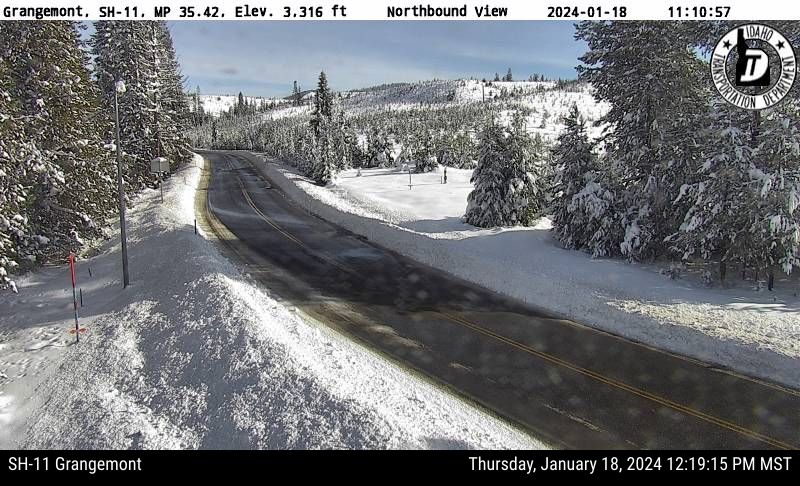 Grangemont, SH-11, MP 35.42, Elev. 3,316 ft Northbound View 2024-01-18 11:10:57
IDAHO TRANSPORTATION DEPARTMENT
SH-11 Grangemont Thursday, January 18, 2024 12:19:15 PM MST